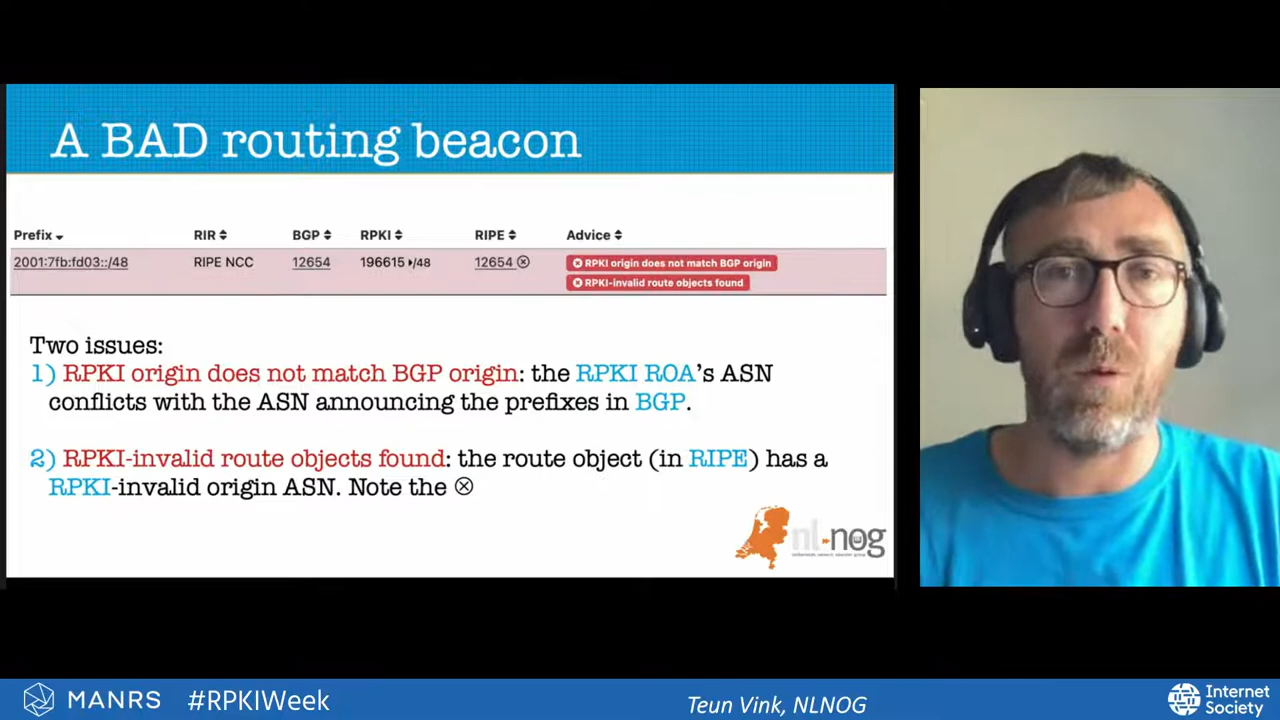 A BAD routing beacon
Prefix RIR BGP RPKI RIPE Advice
2001:7fb:fd03::/48 RIPE NCC 12654 196615 /48 12654 RPKI origin does not match BGP origin
RPKI-invalid route objects found
Two issues:
1) RPKI origin does not match BGP origin: the RPKI ROA's ASN
conflicts with the ASN announcing the prefixes in BGP.
2) RPKI-invalid route objects found: the route object (in RIPE) has a
RPKI-invalid origin ASN. Note the ⊗
nl nog
MANRS #RPKIWeek Teun Vink, NLNOG Internet
Society